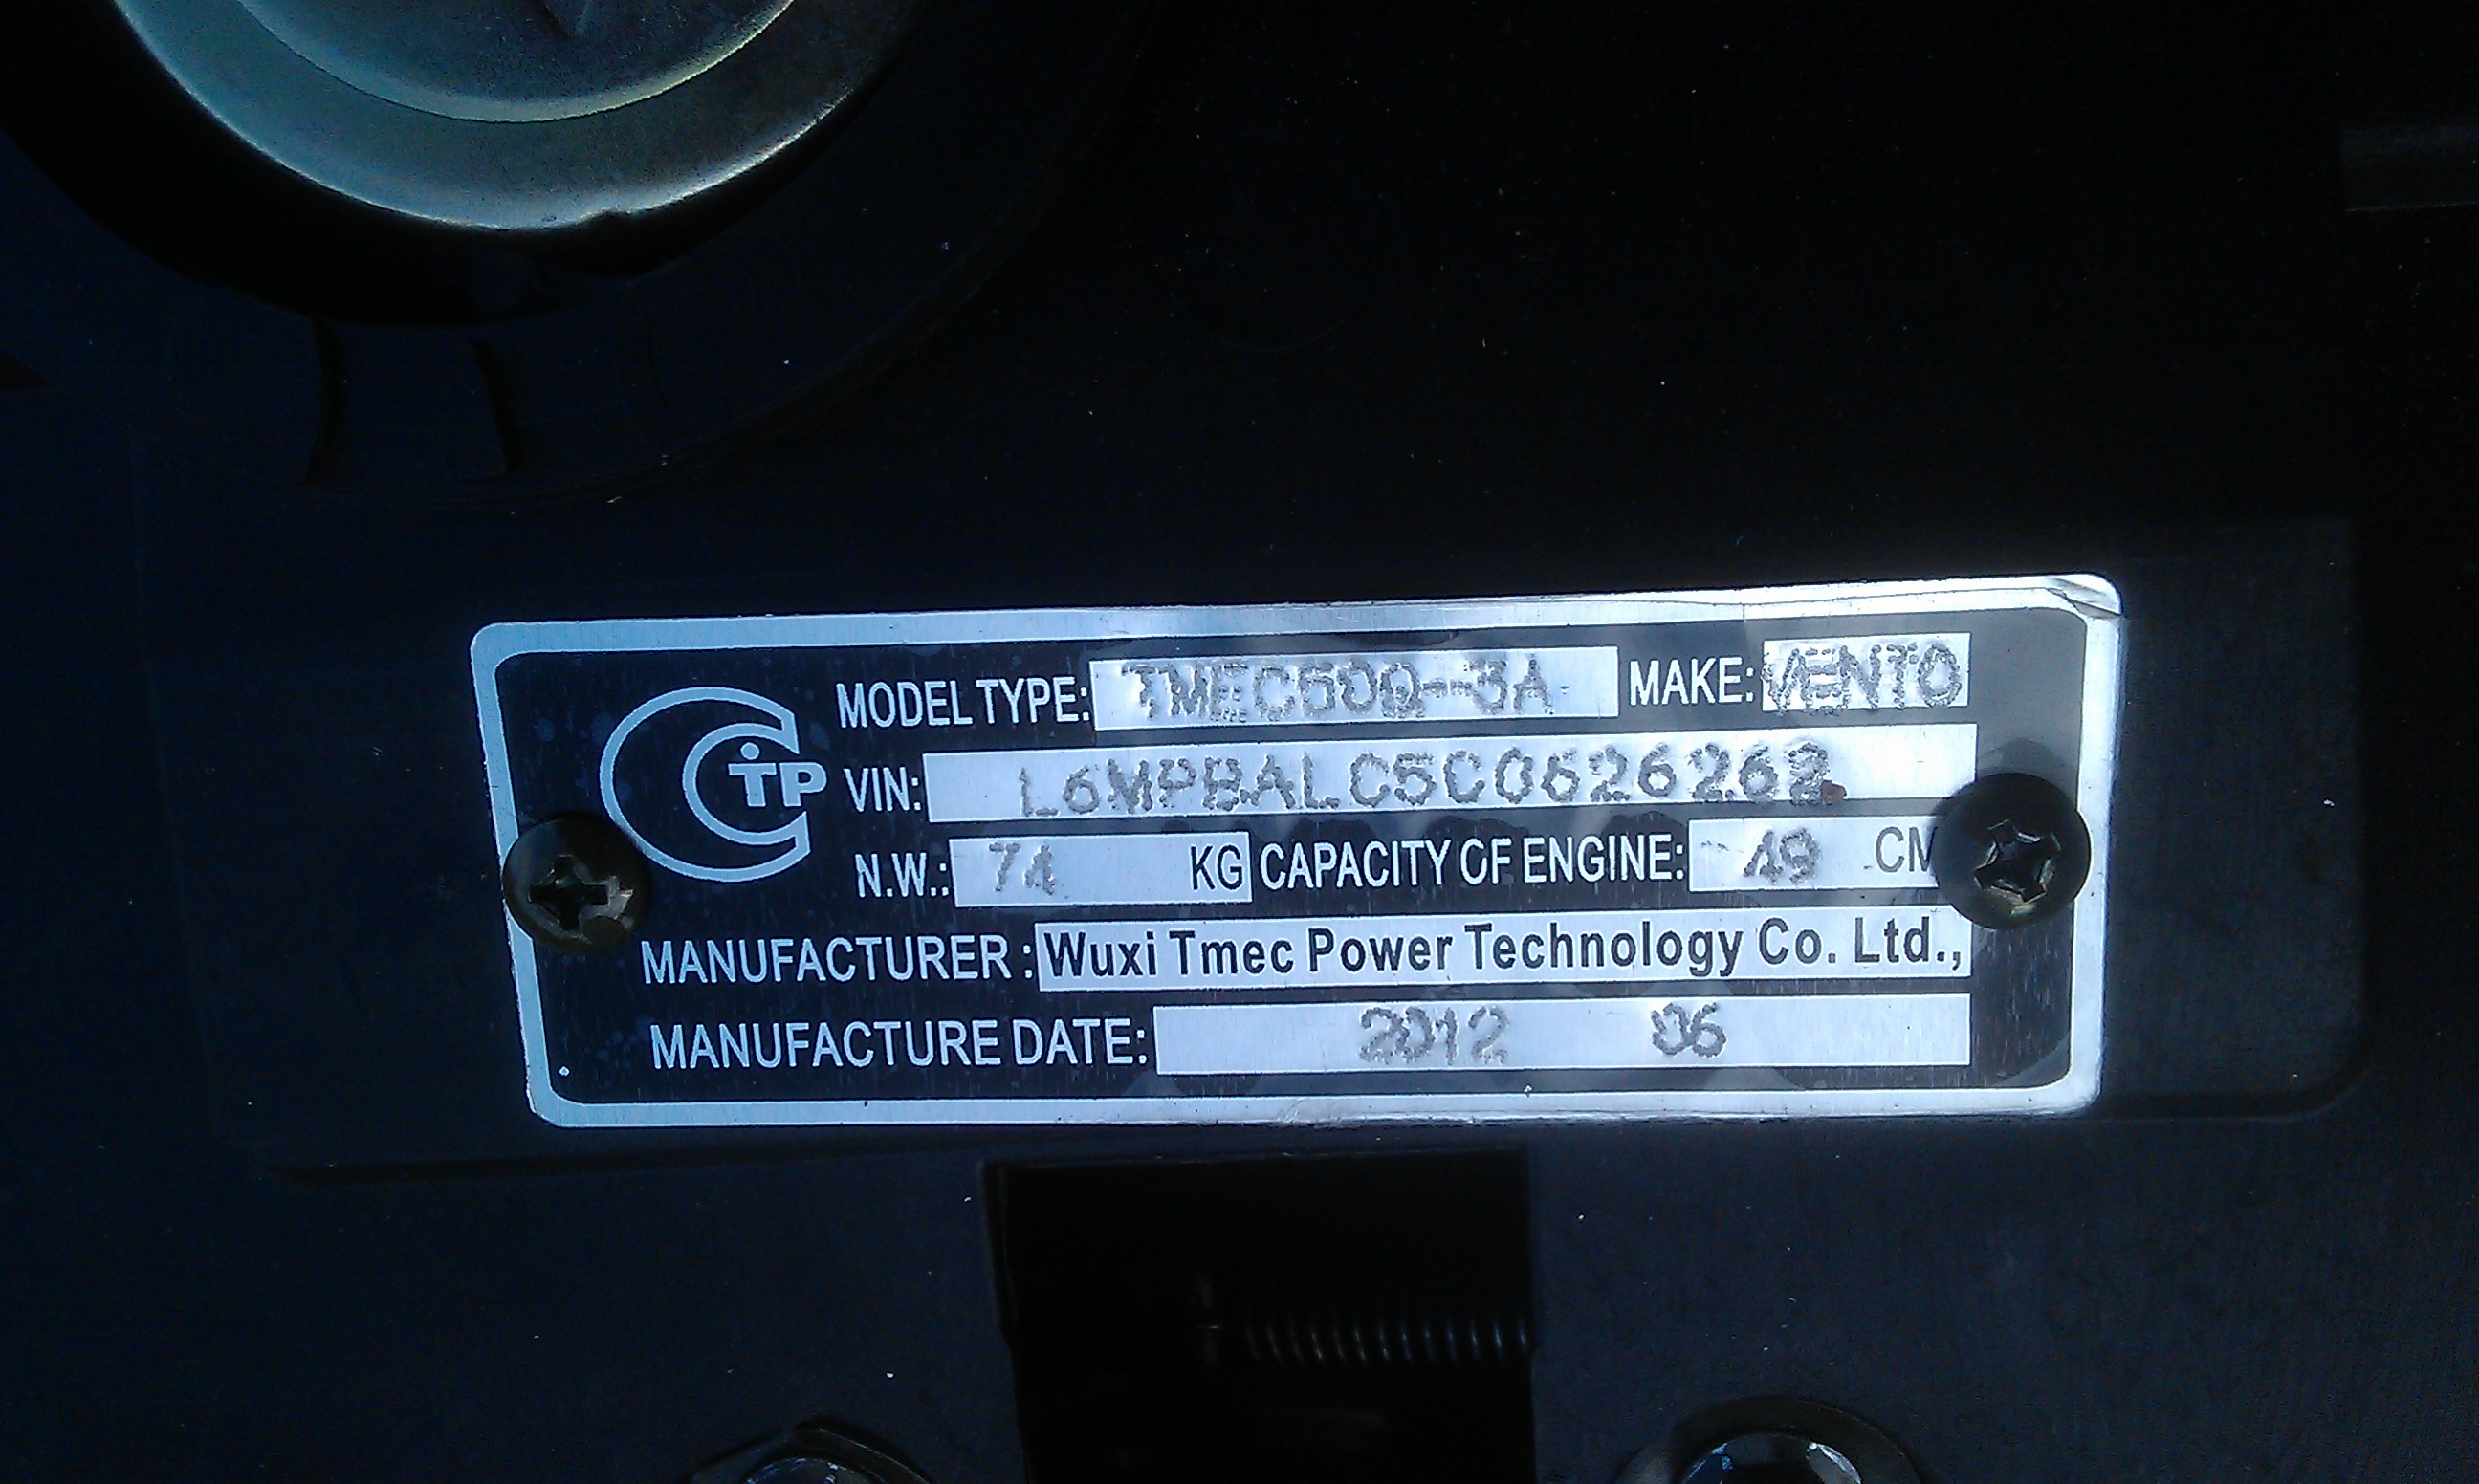 MODEL TYPE: TMEC50Q-3A MAKE: VENTO
TP
VIN: L6MPBALC5C0626262
N.W.: 74 KG CAPACITY OF ENGINE: 49 CM
MANUFACTURER: Wuxi Tmec Power Technology Co. Ltd.,
MANUFACTURE DATE: 2012 06